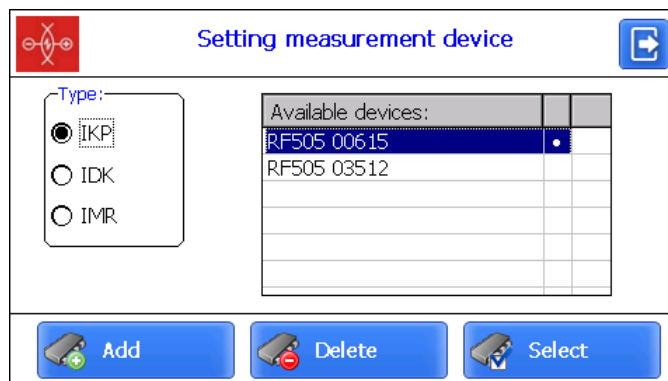 Setting measurement device
Type:
IKP
IDK
IMR
Available devices:
RF505 00615
RF505 03512
Add
Delete
Select